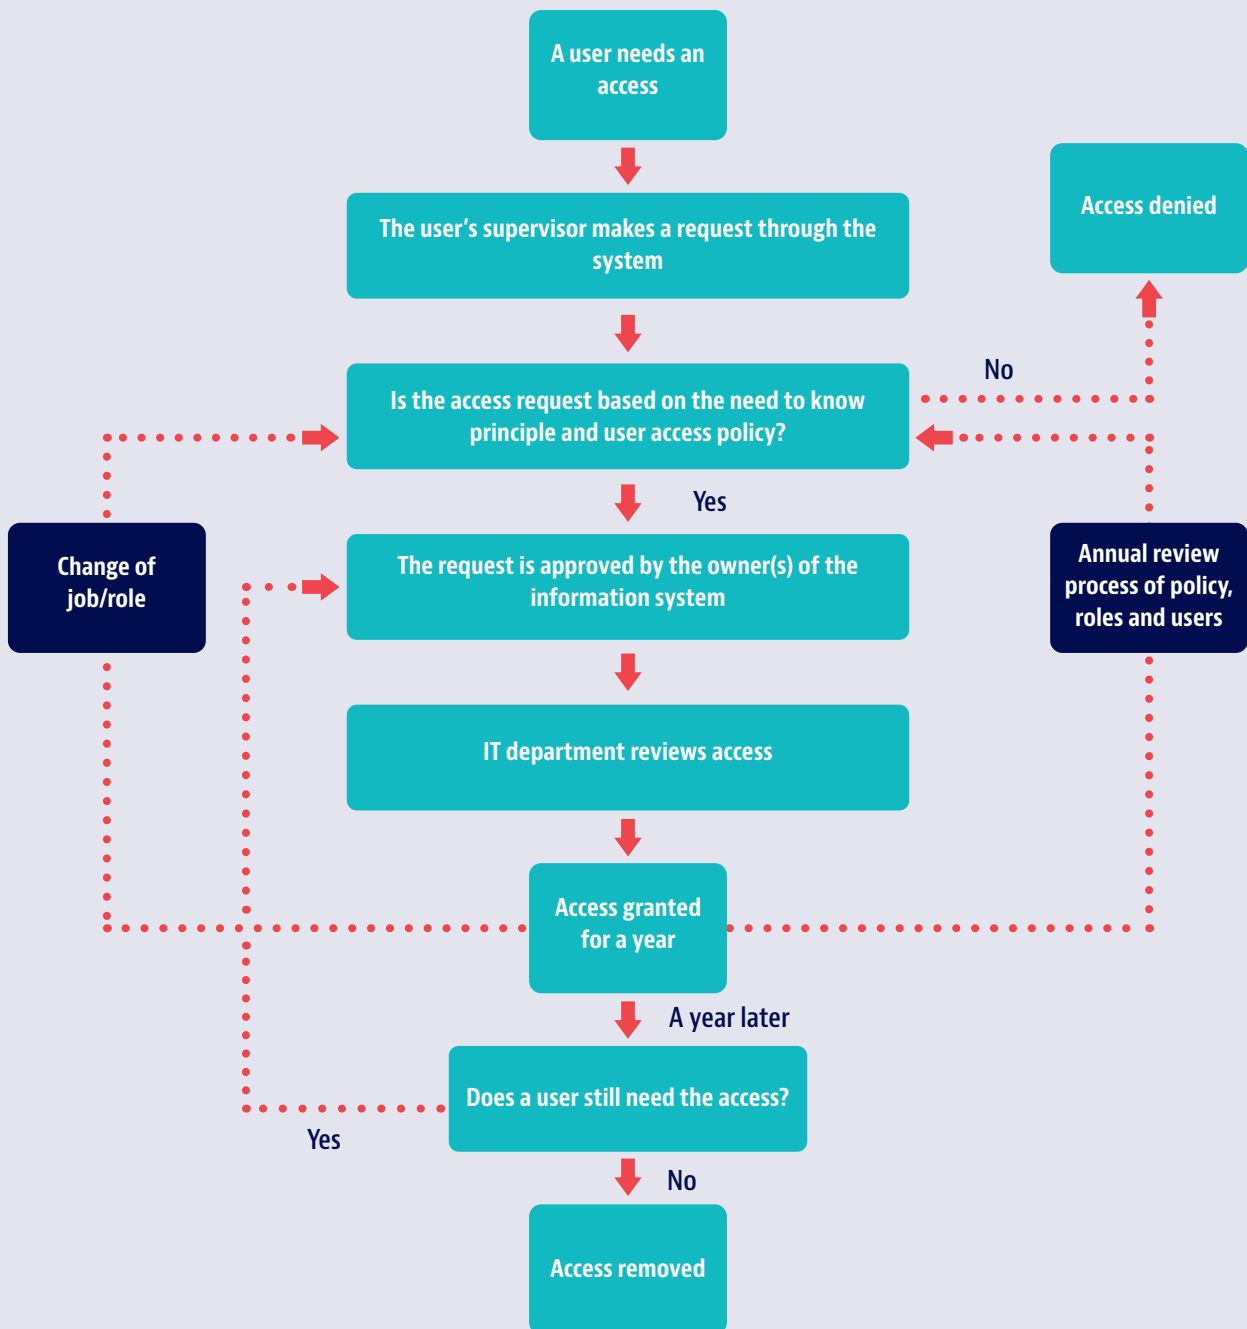 A user needs an
access
The user’s supervisor makes a request through the
system
Access denied
No
Is the access request based on the need to know
principle and user access policy?
Yes
Change of
job/role
The request is approved by the owner(s) of the
information system
Annual review
process of policy,
roles and users
IT department reviews access
Access granted
for a year
A year later
Does a user still need the access?
Yes
No
Access removed